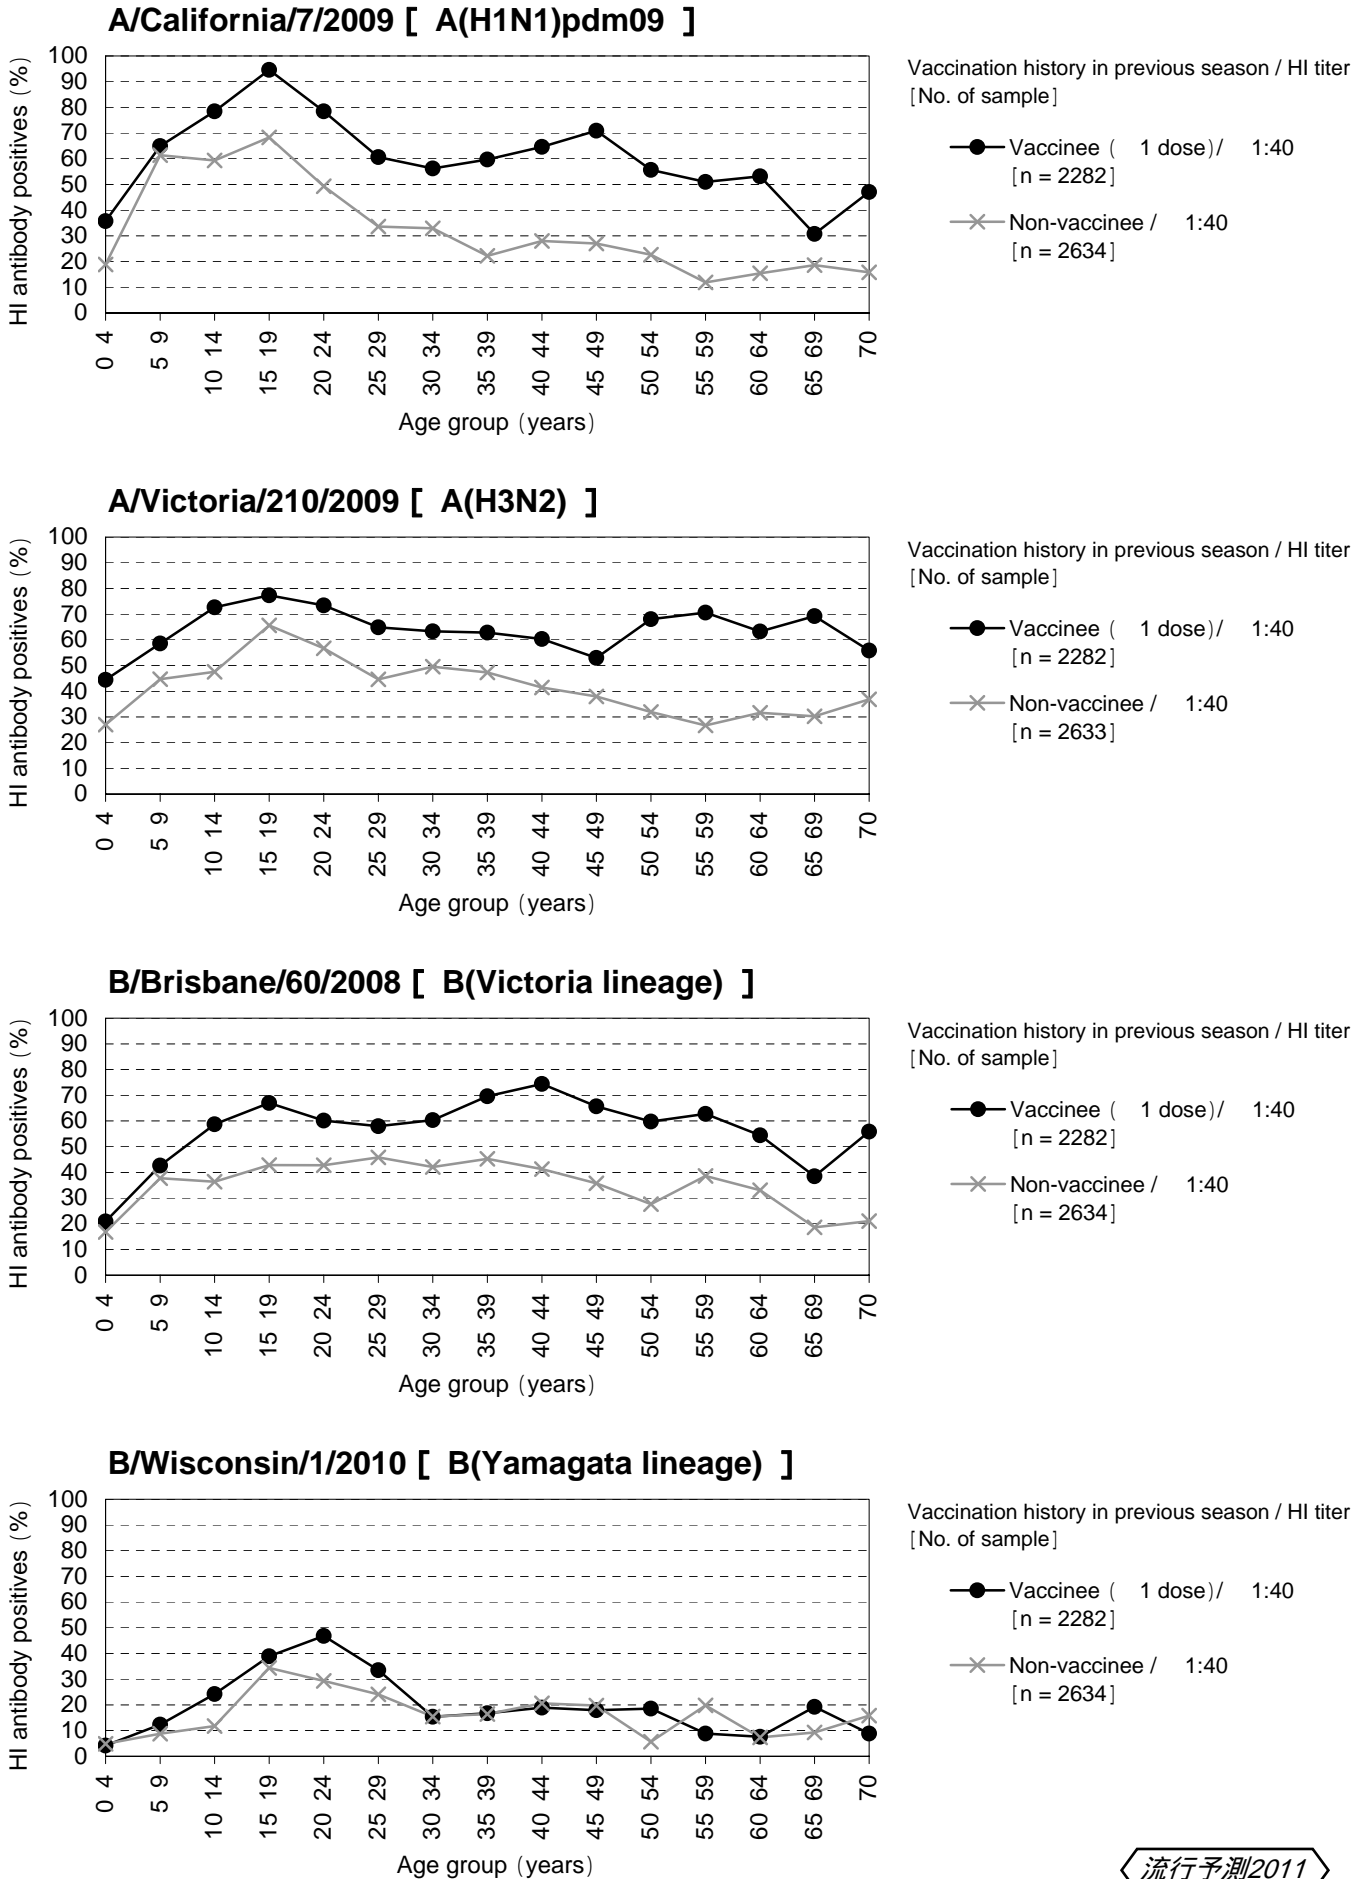 A/California/7/2009 [ A(H1N1)pdm09 ]
HI antibody positives (%)
100
90
80
70
60
50
40
30
20
10
0
0 4
5 9
10 14
15 19
20 24
25 29
30 34
35 39
40 44
45 49
50 54
55 59
60 64
65 69
70
Age group (years)
Vaccination history in previous season / HI titer
[No. of sample]
Vaccinee ( 1 dose)/ 1:40
[n = 2282]
Non-vaccinee / 1:40
[n = 2634]
A/Victoria/210/2009 [ A(H3N2) ]
HI antibody positives (%)
100
90
80
70
60
50
40
30
20
10
0
0 4
5 9
10 14
15 19
20 24
25 29
30 34
35 39
40 44
45 49
50 54
55 59
60 64
65 69
70
Age group (years)
Vaccination history in previous season / HI titer
[No. of sample]
Vaccinee ( 1 dose)/ 1:40
[n = 2282]
Non-vaccinee / 1:40
[n = 2633]
B/Brisbane/60/2008 [ B(Victoria lineage) ]
HI antibody positives (%)
100
90
80
70
60
50
40
30
20
10
0
0 4
5 9
10 14
15 19
20 24
25 29
30 34
35 39
40 44
45 49
50 54
55 59
60 64
65 69
70
Age group (years)
Vaccination history in previous season / HI titer
[No. of sample]
Vaccinee ( 1 dose)/ 1:40
[n = 2282]
Non-vaccinee / 1:40
[n = 2634]
B/Wisconsin/1/2010 [ B(Yamagata lineage) ]
HI antibody positives (%)
100
90
80
70
60
50
40
30
20
10
0
0 4
5 9
10 14
15 19
20 24
25 29
30 34
35 39
40 44
45 49
50 54
55 59
60 64
65 69
70
Age group (years)
Vaccination history in previous season / HI titer
[No. of sample]
Vaccinee ( 1 dose)/ 1:40
[n = 2282]
Non-vaccinee / 1:40
[n = 2634]
流行予測2011